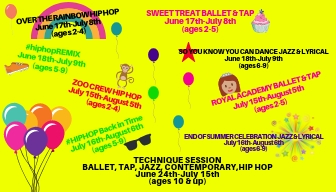 OVER THE RAINBOW HIPHOP
June 17th-July 8th
(ages 2-4)
SWEET TREAT BALLET & TAP
June 17th-July 8th
(ages 2-5)
#hiphopREMIX
June 18th-July 9th
(ages 5-9)
SO YOU KNOW YOU CAN DANCE JAZZ & LYRICAL
June 18th-July 9th
(ages 6-9)
ZOO CREW HIP HOP
July 15th-August 5th
(ages 2-4)
ROYAL ACADEMY BALLET & TAP
July 15th-August 5th
(ages 2-5)
#HIPHOP Back in Time
July 16th-August 6th
(ages 5-9)
END OF SUMMER CELEBRATION JAZZ & LYRICAL
July 16th-August 6th
(ages 6-9)
TECHNIQUE SESSION
BALLET, TAP, JAZZ, CONTEMPORARY, HIP HOP
June 24th-July 15th
(ages 10 & up)